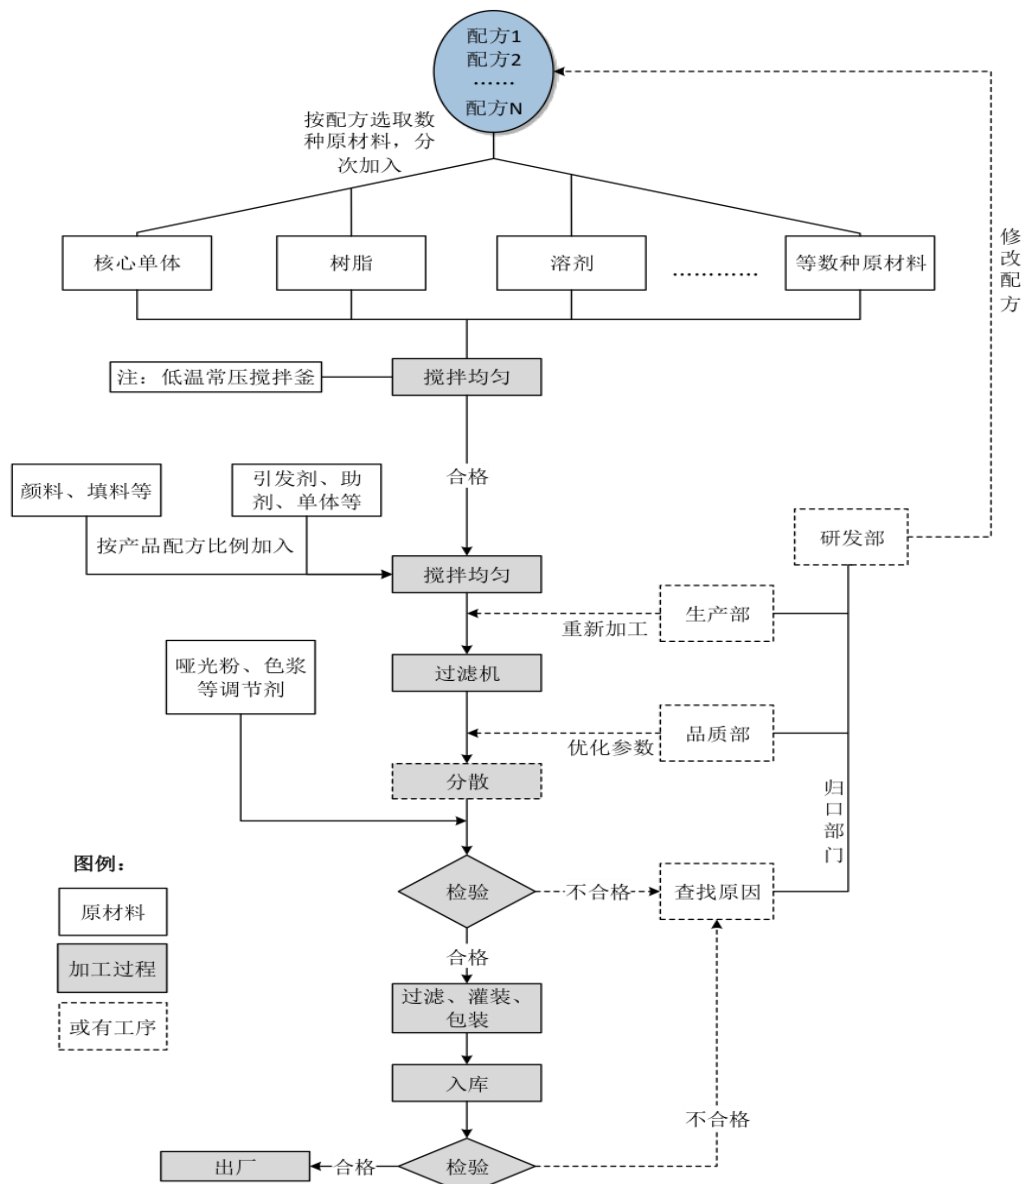 配方1
配方2
……
配方N
按配方选取数
种原材料，分
次加入
核心单体
树脂
溶剂
…………
等数种原材料
修改配方
注：低温常压搅拌釜
搅拌均匀
合格
颜料、填料等
引发剂、助
剂、单体等
按产品配方比例加入
搅拌均匀
研发部
生产部
重新加工
哑光粉、色浆
等调节剂
过滤机
品质部
优化参数
分散
归口部门
图例：
原材料
加工过程
或有工序
检验
不合格
查找原因
合格
过滤、灌装、
包装
入库
不合格
检验
合格
出厂